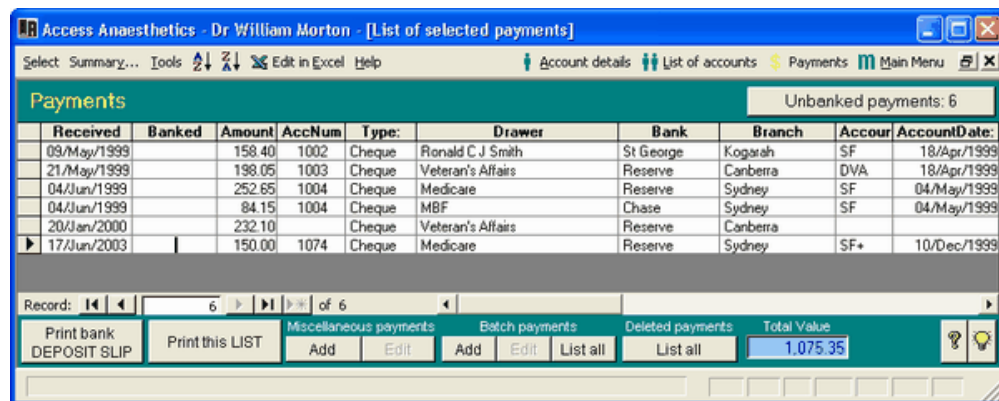 Access Anaesthetics - Dr William Morton - [List of selected payments]
Select Summary... Tools Edit in Excel Help Account details List of accounts $ Payments Main Menu
Payments Unbanked payments: 6
Received Banked Amount AccNum Type: Drawer Bank Branch Accour AccountDate:
09/May/1999 158.40 1002 Cheque Ronald C J Smith St George Kogarah SF 18/Apr/1999
21/May/1999 198.05 1003 Cheque Veteran's Affairs Reserve Canberra DVA 18/Apr/1999
04/Jun/1999 252.65 1004 Cheque Medicare Reserve Sydney SF 04/May/1999
04/Jun/1999 84.15 1004 Cheque MBF Chase Sydney SF 04/May/1999
20/Jan/2000 232.10 Cheque Veteran's Affairs Reserve Canberra
17/Jun/2003 150.00 1074 Cheque Medicare Reserve Sydney SF+ 10/Dec/1999
Record: 6 of 6
Print bank DEPOSIT SLIP Print this LIST
Miscellaneous payments Batch payments Deleted payments Total Value
Add Edit Add Edit List all List all 1,075.35 ?